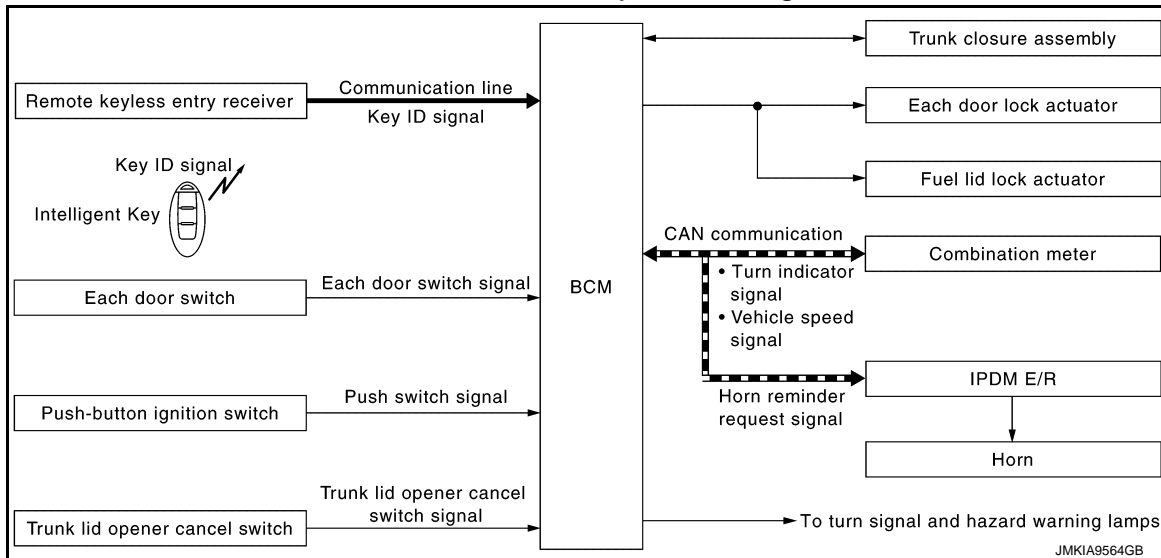 Trunk closure assembly
Remote keyless entry receiver
Communication line
Key ID signal
Each door lock actuator
Key ID signal
Intelligent Key
Fuel lid lock actuator
CAN communication
Combination meter
• Turn indicator
signal
• Vehicle speed
signal
Each door switch
Each door switch signal
BCM
Push-button ignition switch
Push switch signal
Horn reminder
request signal
IPDM E/R
Horn
Trunk lid opener cancel switch
Trunk lid opener cancel
switch signal
To turn signal and hazard warning lamps
JMKIA9564GB